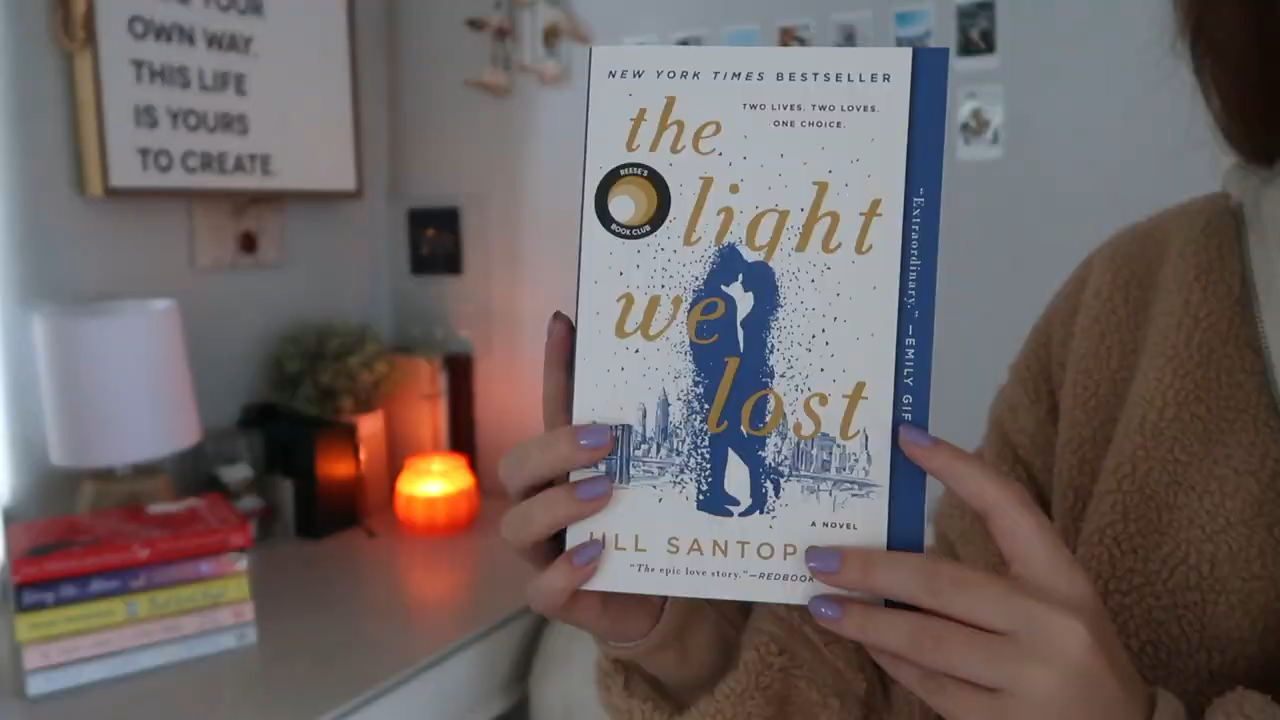 OWN WAY.
THIS LIFE
IS YOURS
TO CREATE.
NEW YORK TIMES BESTSELLER
TWO LIVES. TWO LOVES.
ONE CHOICE.
the
REESE'S
BOOK CLUB
light
we
lost
A NOVEL
JILL SANTOP
"The epic love story."—REDBOOK
"Extraordinary." —EMILY GIF